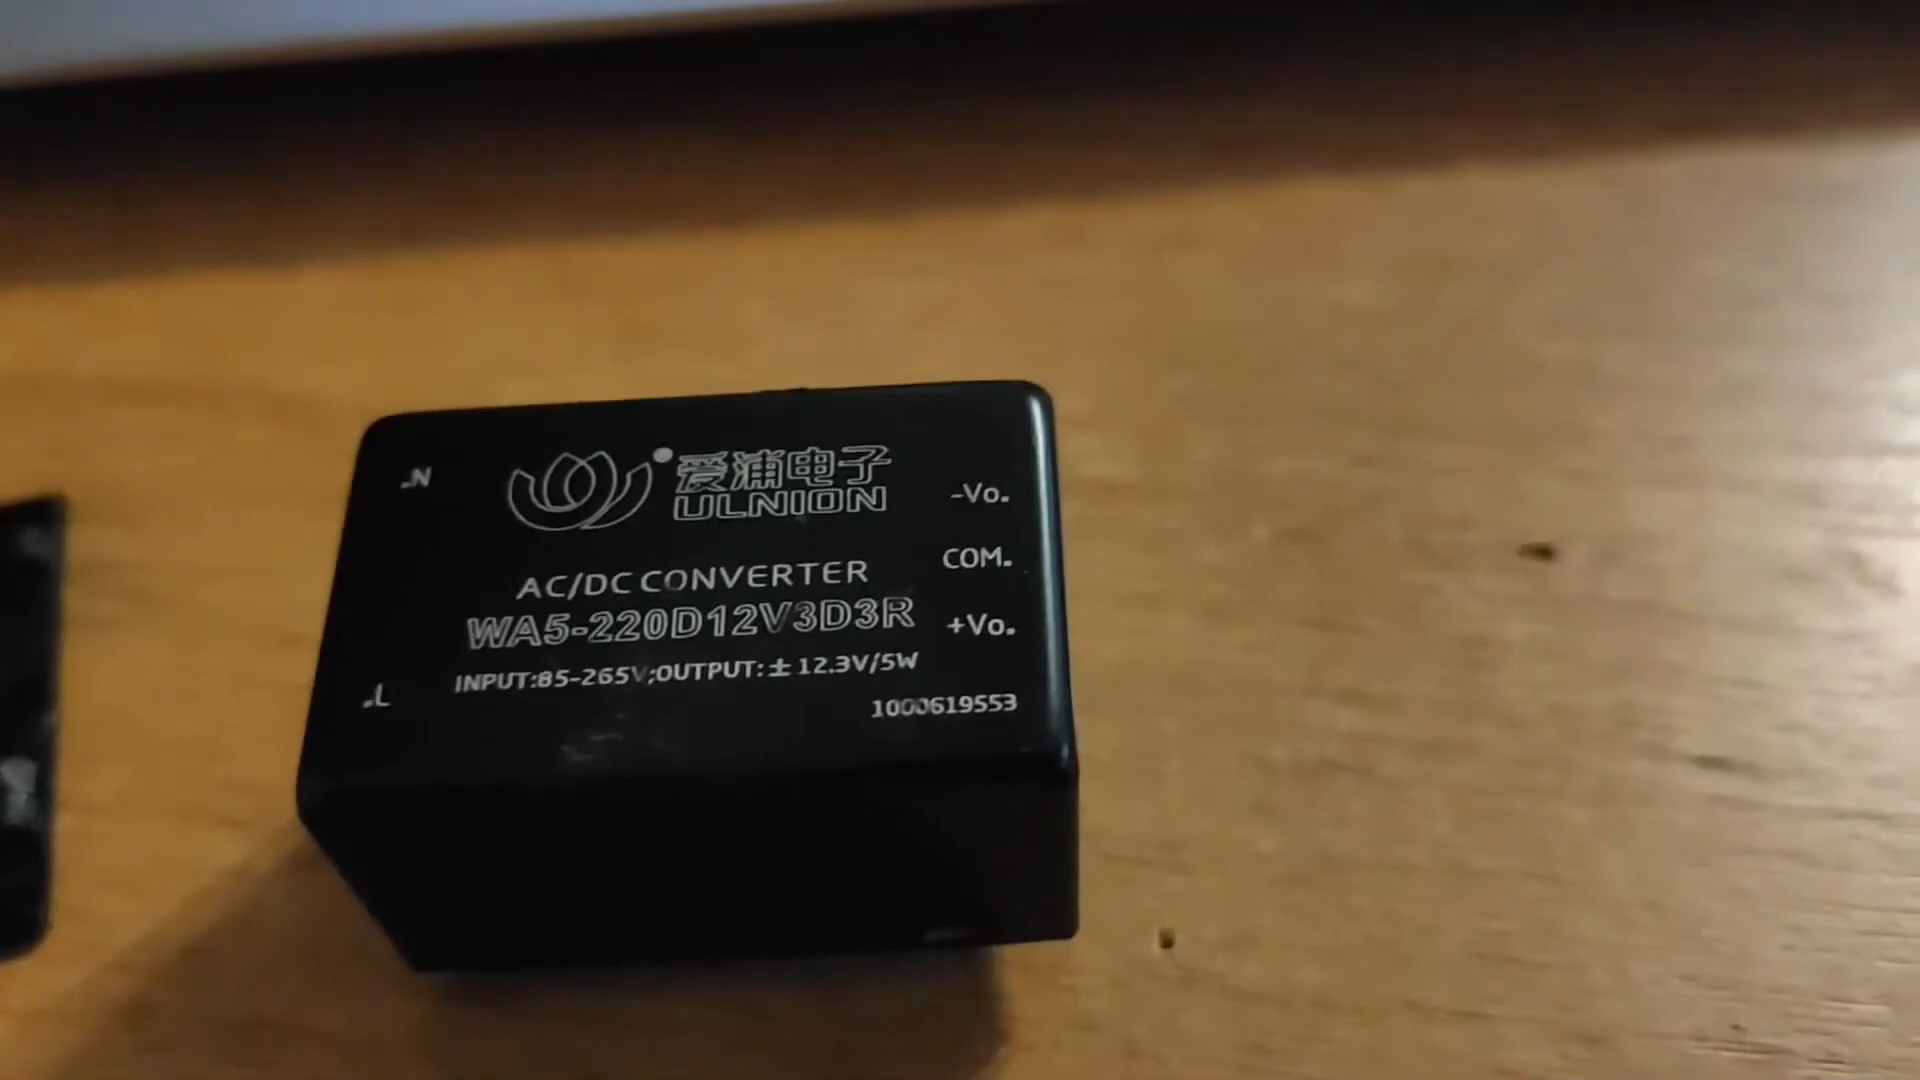 .N
爱浦电子
ULNION
-Vo.
COM.
AC/DC CONVERTER
WA5-220D12V3D3R
+Vo.
INPUT:85-265V;OUTPUT:±12.3V/5W
.L
1000619553